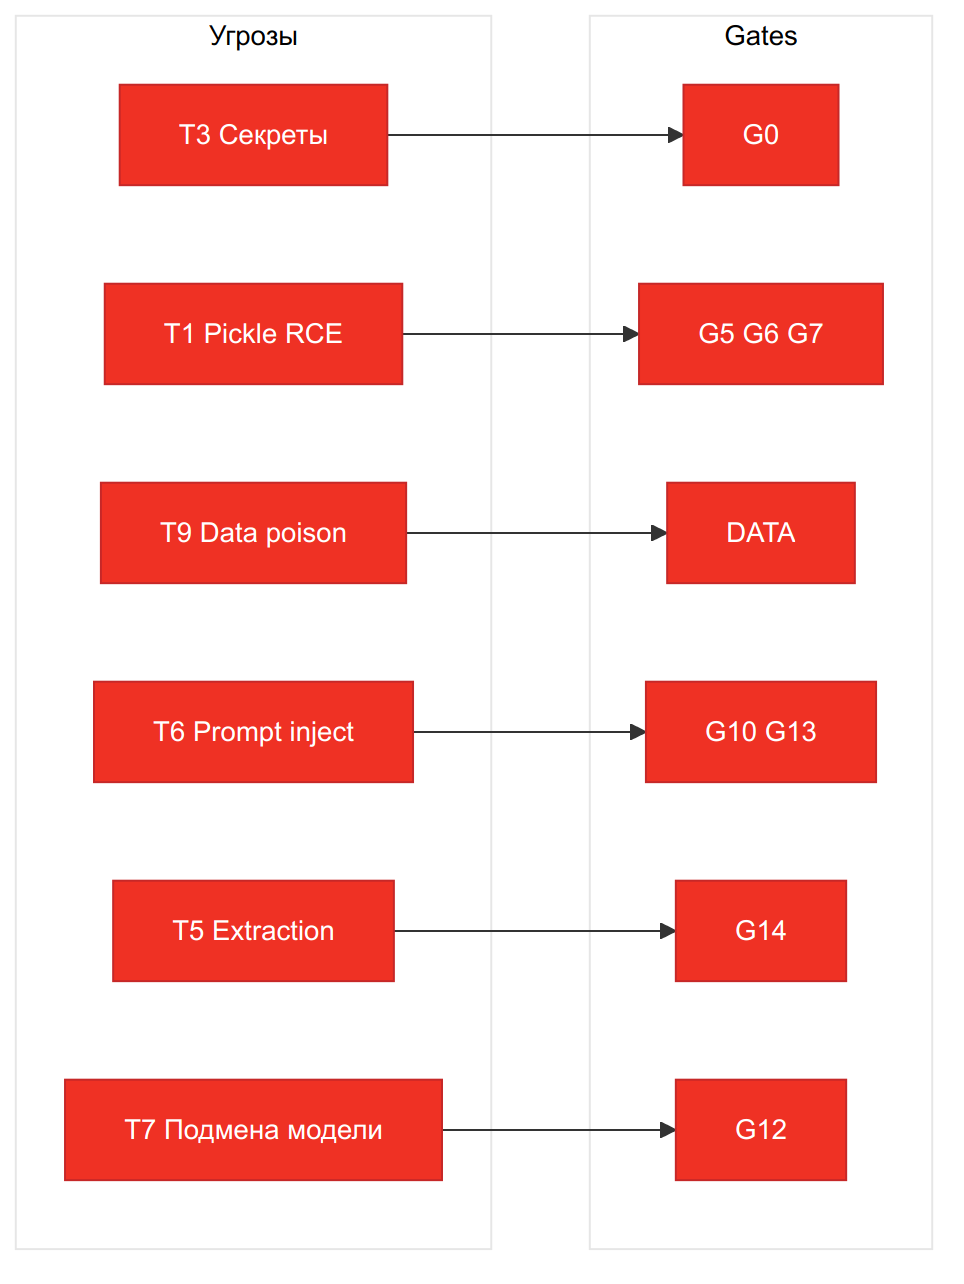 Угрозы
Gates
T3 Секреты
G0
T1 Pickle RCE
G5 G6 G7
T9 Data poison
DATA
T6 Prompt inject
G10 G13
T5 Extraction
G14
T7 Подмена модели
G12